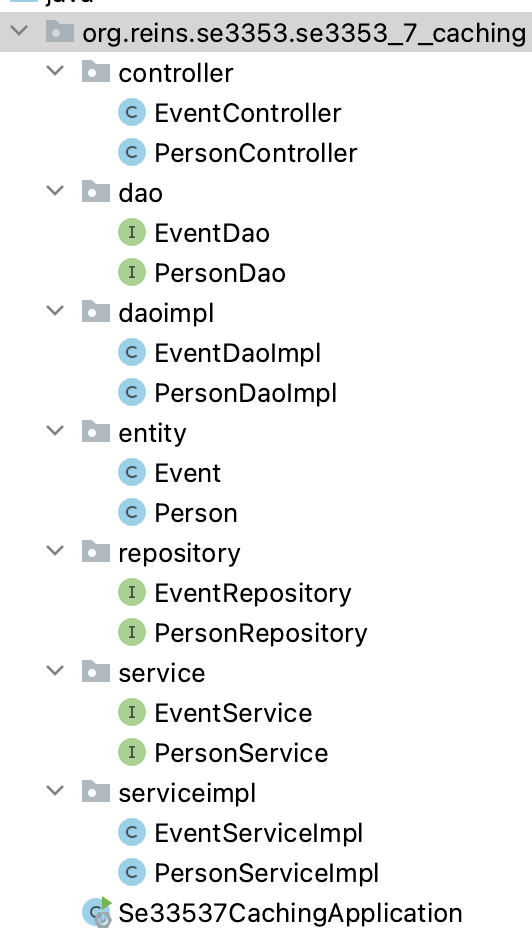 java
org.reins.se3353.se3353_7_caching
controller
C EventController
C PersonController
dao
I EventDao
I PersonDao
daoimpl
C EventDaoImpl
C PersonDaoImpl
entity
C Event
C Person
repository
I EventRepository
I PersonRepository
service
I EventService
I PersonService
serviceimpl
C EventServiceImpl
C PersonServiceImpl
C Se33537CachingApplication